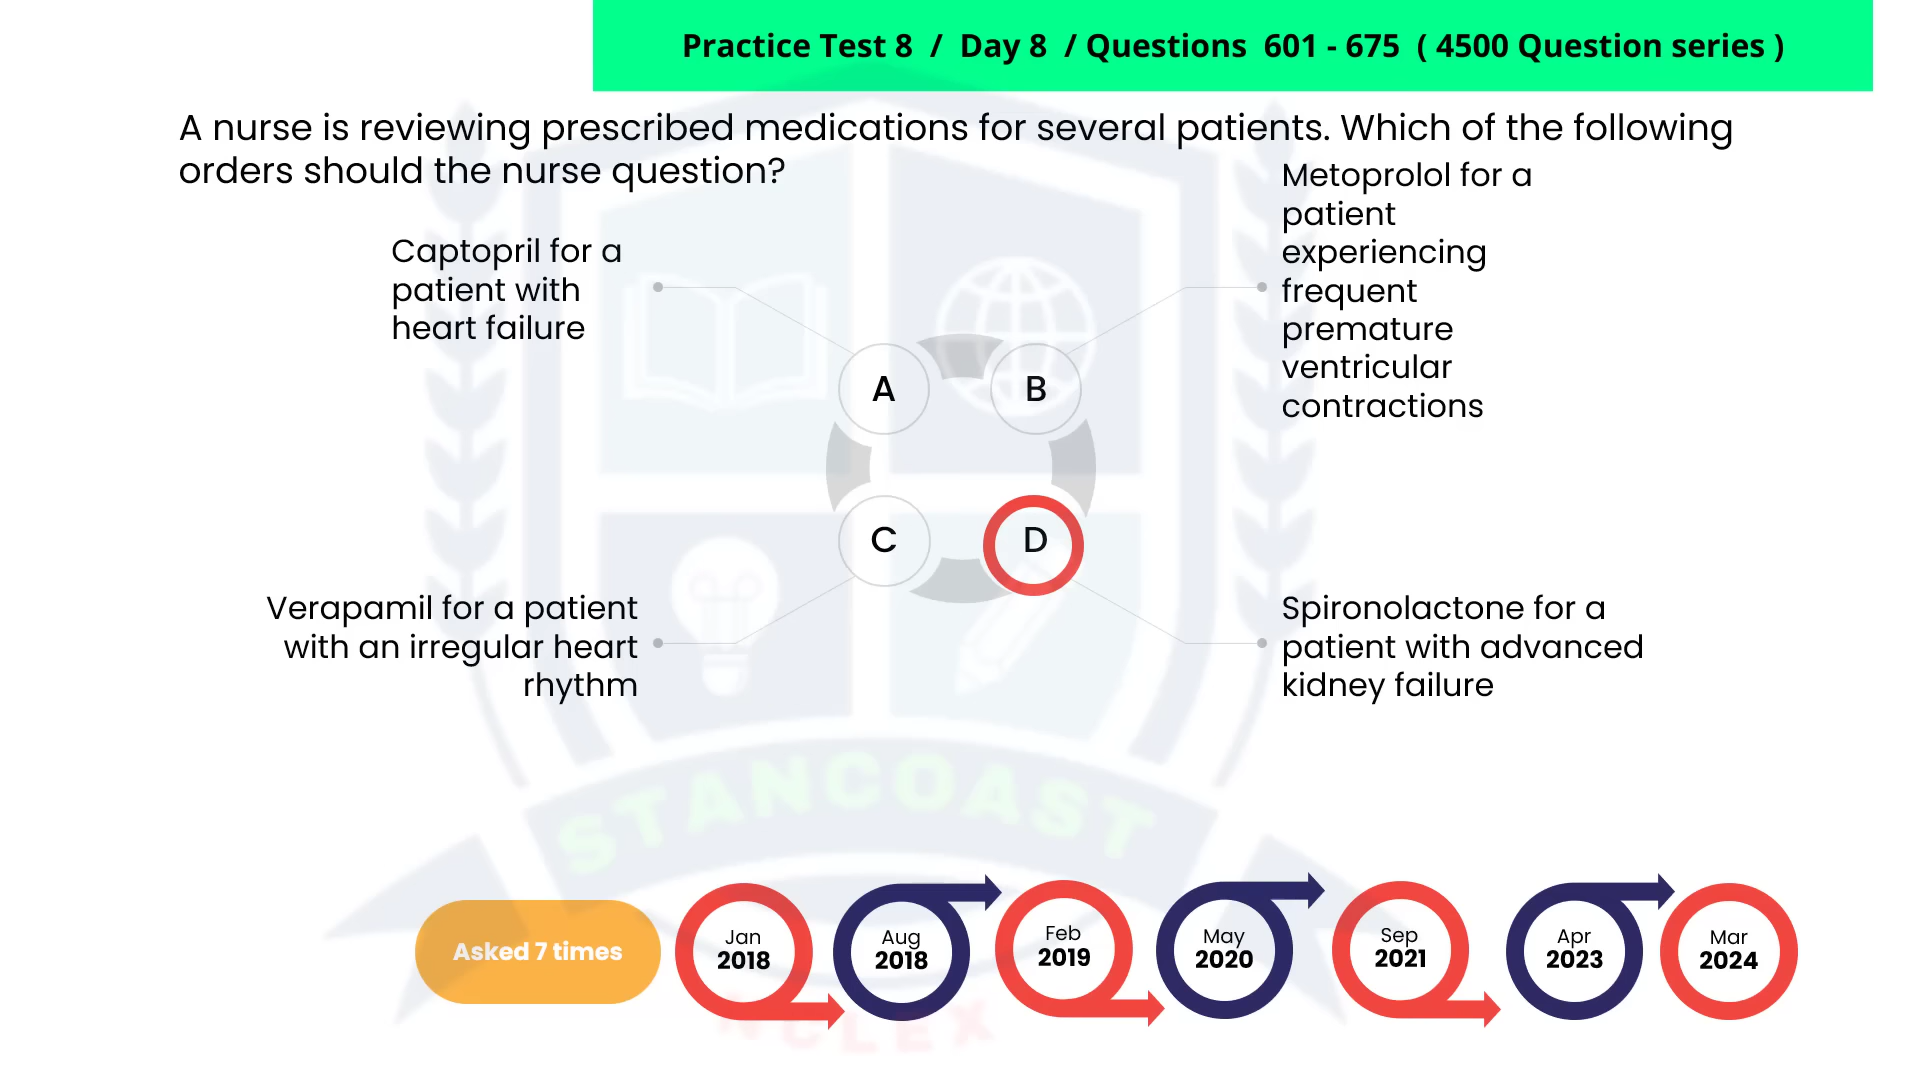 Practice Test 8 / Day 8 / Questions 601 - 675 ( 4500 Question series )
A nurse is reviewing prescribed medications for several patients. Which of the following
orders should the nurse question?
Captopril for a
patient with
heart failure
Metoprolol for a
patient
experiencing
frequent
premature
ventricular
contractions
A
B
C
D
Verapamil for a patient
with an irregular heart
rhythm
Spironolactone for a
patient with advanced
kidney failure
STANCOAST
NCLEX
Asked 7 times
Jan
2018
Aug
2018
Feb
2019
May
2020
Sep
2021
Apr
2023
Mar
2024